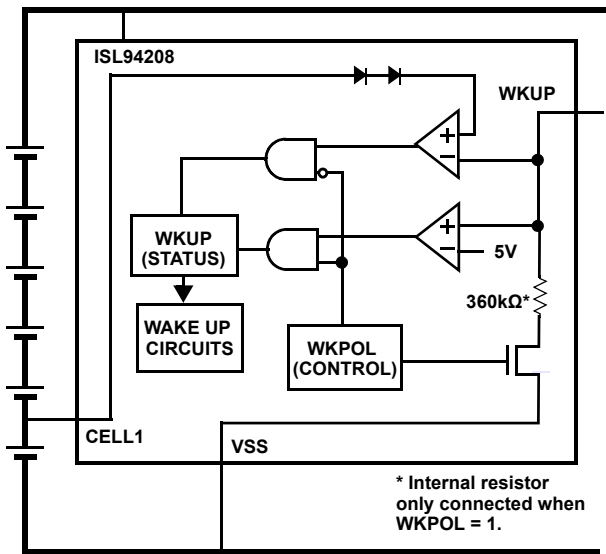 ISL94208
WKUP
+
−
WKUP
(STATUS)
+
−
5V
360kΩ*
WAKE UP
CIRCUITS
WKPOL
(CONTROL)
CELL1
VSS
* Internal resistor
only connected when
WKPOL = 1.